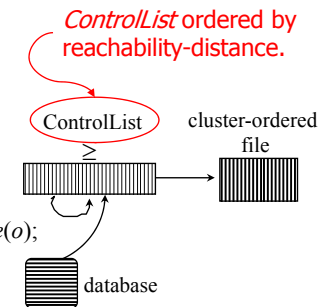 ControlList ordered by
reachability-distance.
ControlList
≥
cluster-ordered
file
e(o);
database